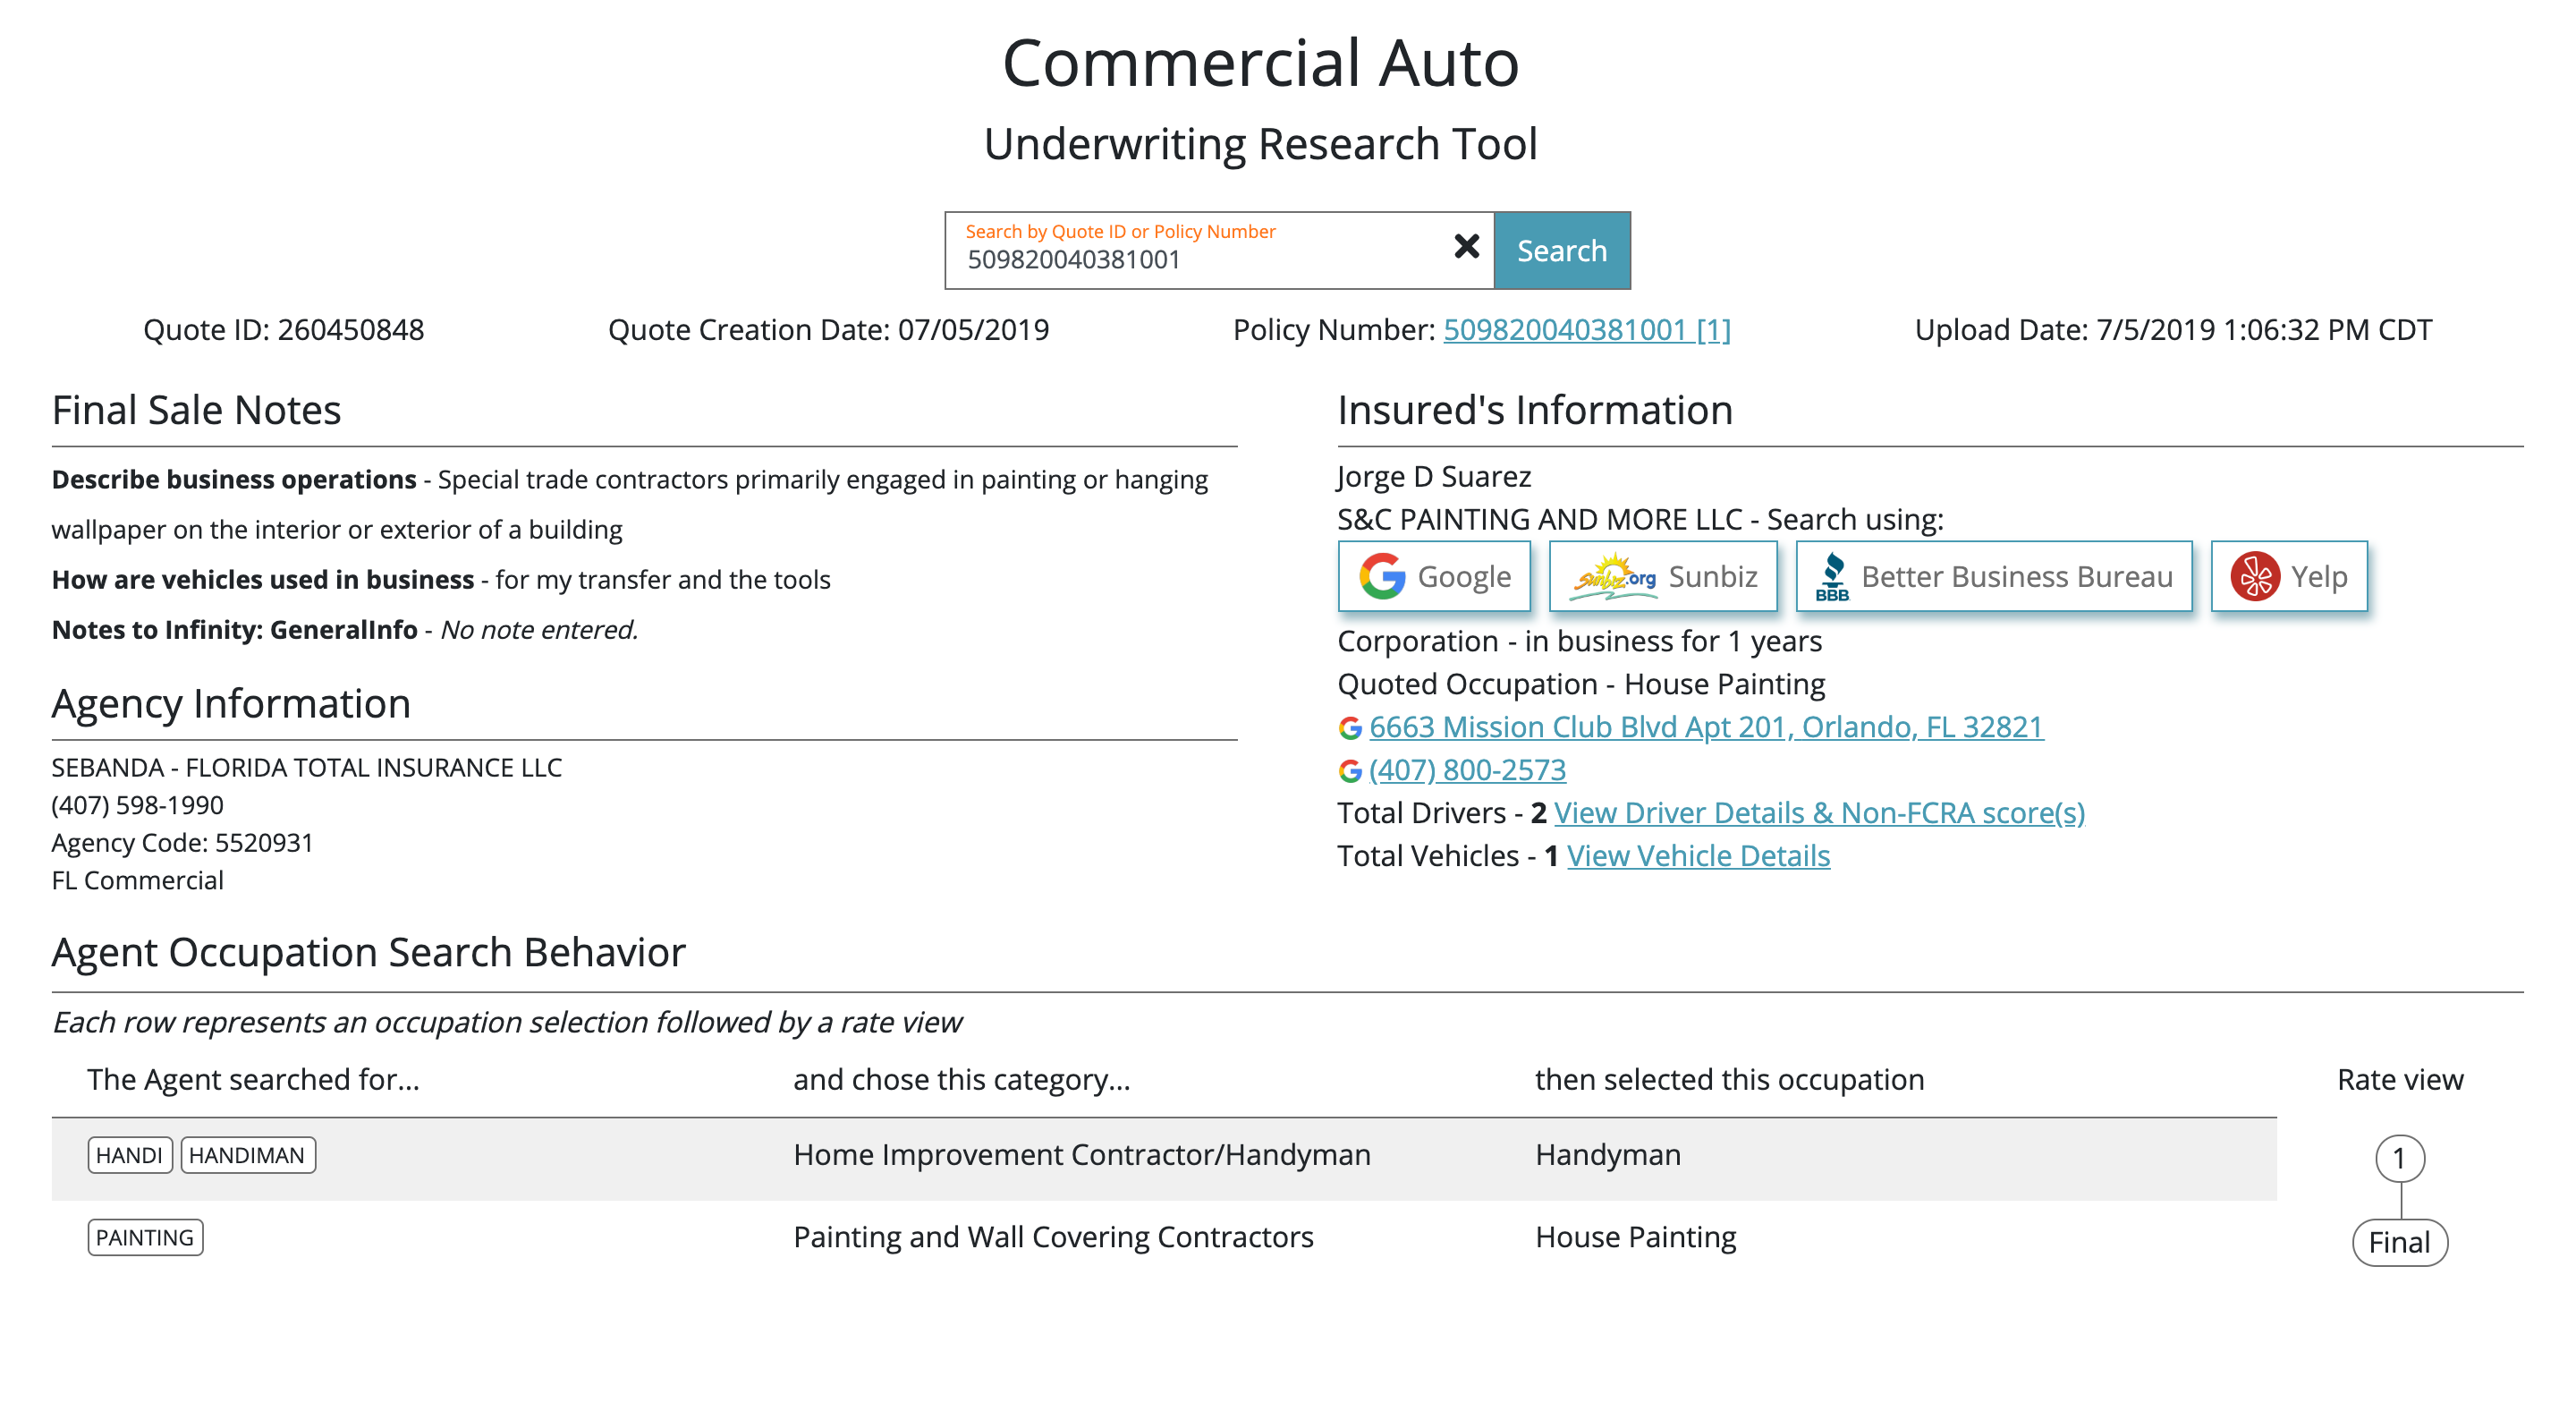 Commercial Auto
Underwriting Research Tool
Search by Quote ID or Policy Number
509820040381001
Search
Quote ID: 260450848
Quote Creation Date: 07/05/2019
Policy Number: 509820040381001 [1]
Upload Date: 7/5/2019 1:06:32 PM CDT
Final Sale Notes
Describe business operations - Special trade contractors primarily engaged in painting or hanging
wallpaper on the interior or exterior of a building
How are vehicles used in business - for my transfer and the tools
Notes to Infinity: GeneralInfo - No note entered.
Agency Information
SEBANDA - FLORIDA TOTAL INSURANCE LLC
(407) 598-1990
Agency Code: 5520931
FL Commercial
Insured's Information
Jorge D Suarez
S&C PAINTING AND MORE LLC - Search using:
Google
Sunbiz.org Sunbiz
BBB Better Business Bureau
Yelp
Corporation - in business for 1 years
Quoted Occupation - House Painting
6663 Mission Club Blvd Apt 201, Orlando, FL 32821
(407) 800-2573
Total Drivers - 2 View Driver Details & Non-FCRA score(s)
Total Vehicles - 1 View Vehicle Details
Agent Occupation Search Behavior
Each row represents an occupation selection followed by a rate view
The Agent searched for... and chose this category... then selected this occupation Rate view
HANDI HANDIMAN Home Improvement Contractor/Handyman Handyman 1
PAINTING Painting and Wall Covering Contractors House Painting Final